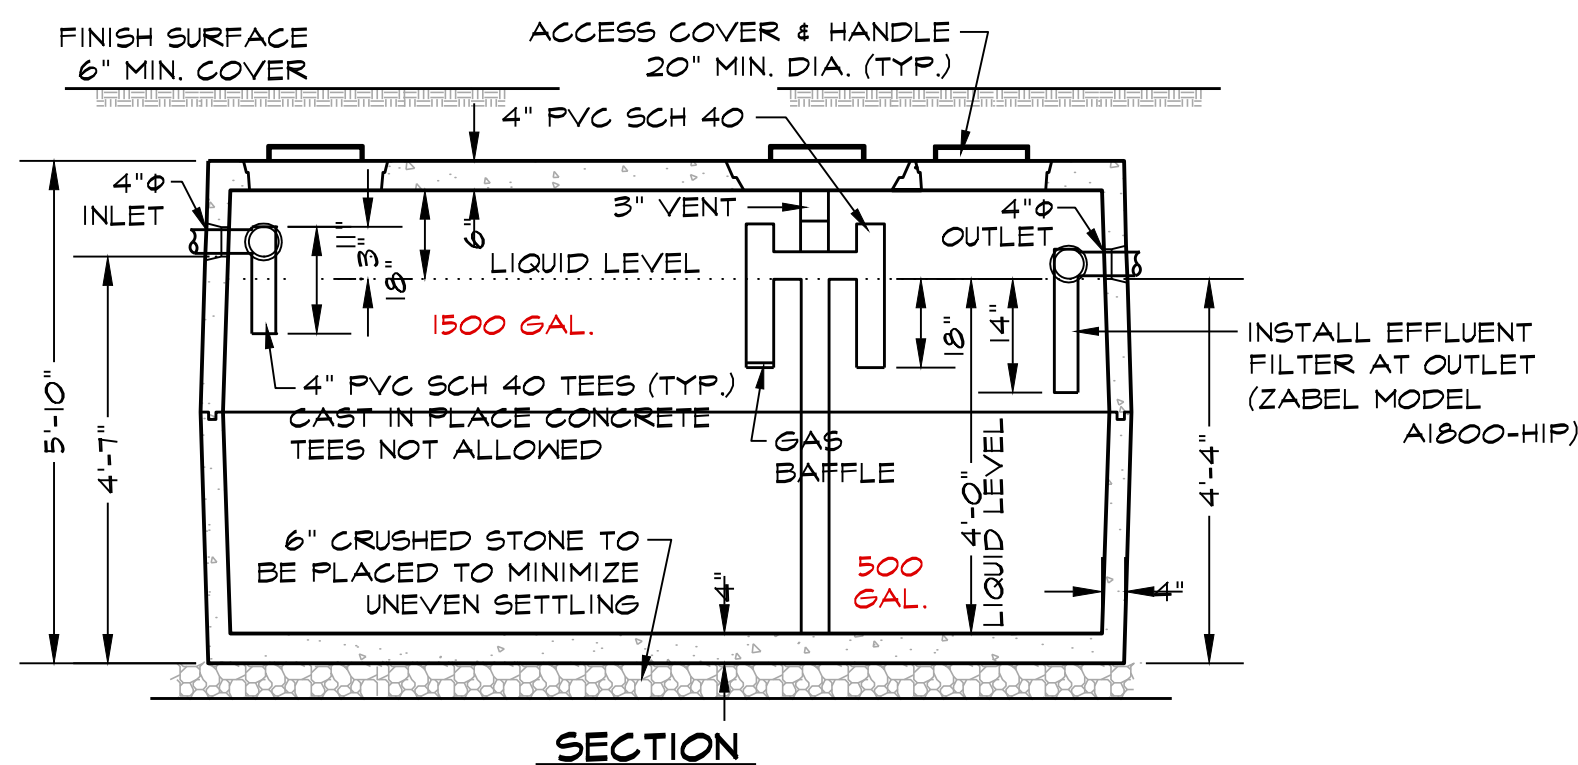 FINISH SURFACE
6" MIN. COVER
ACCESS COVER & HANDLE
20" MIN. DIA. (TYP.)
4" PVC SCH 40
4"Φ
INLET
3" VENT
4"Φ
OUTLET
11"
3"
18"
6"
LIQUID LEVEL
1500 GAL.
18"
14"
INSTALL EFFLUENT
FILTER AT OUTLET
(ZABEL MODEL
A1800-HIP)
4" PVC SCH 40 TEES (TYP.)
CAST IN PLACE CONCRETE
TEES NOT ALLOWED
GAS
BAFFLE
5'-10"
4'-7"
4'-0"
LIQUID LEVEL
4'-4"
6" CRUSHED STONE TO
BE PLACED TO MINIMIZE
UNEVEN SETTLING
4"
500
GAL.
4"
SECTION